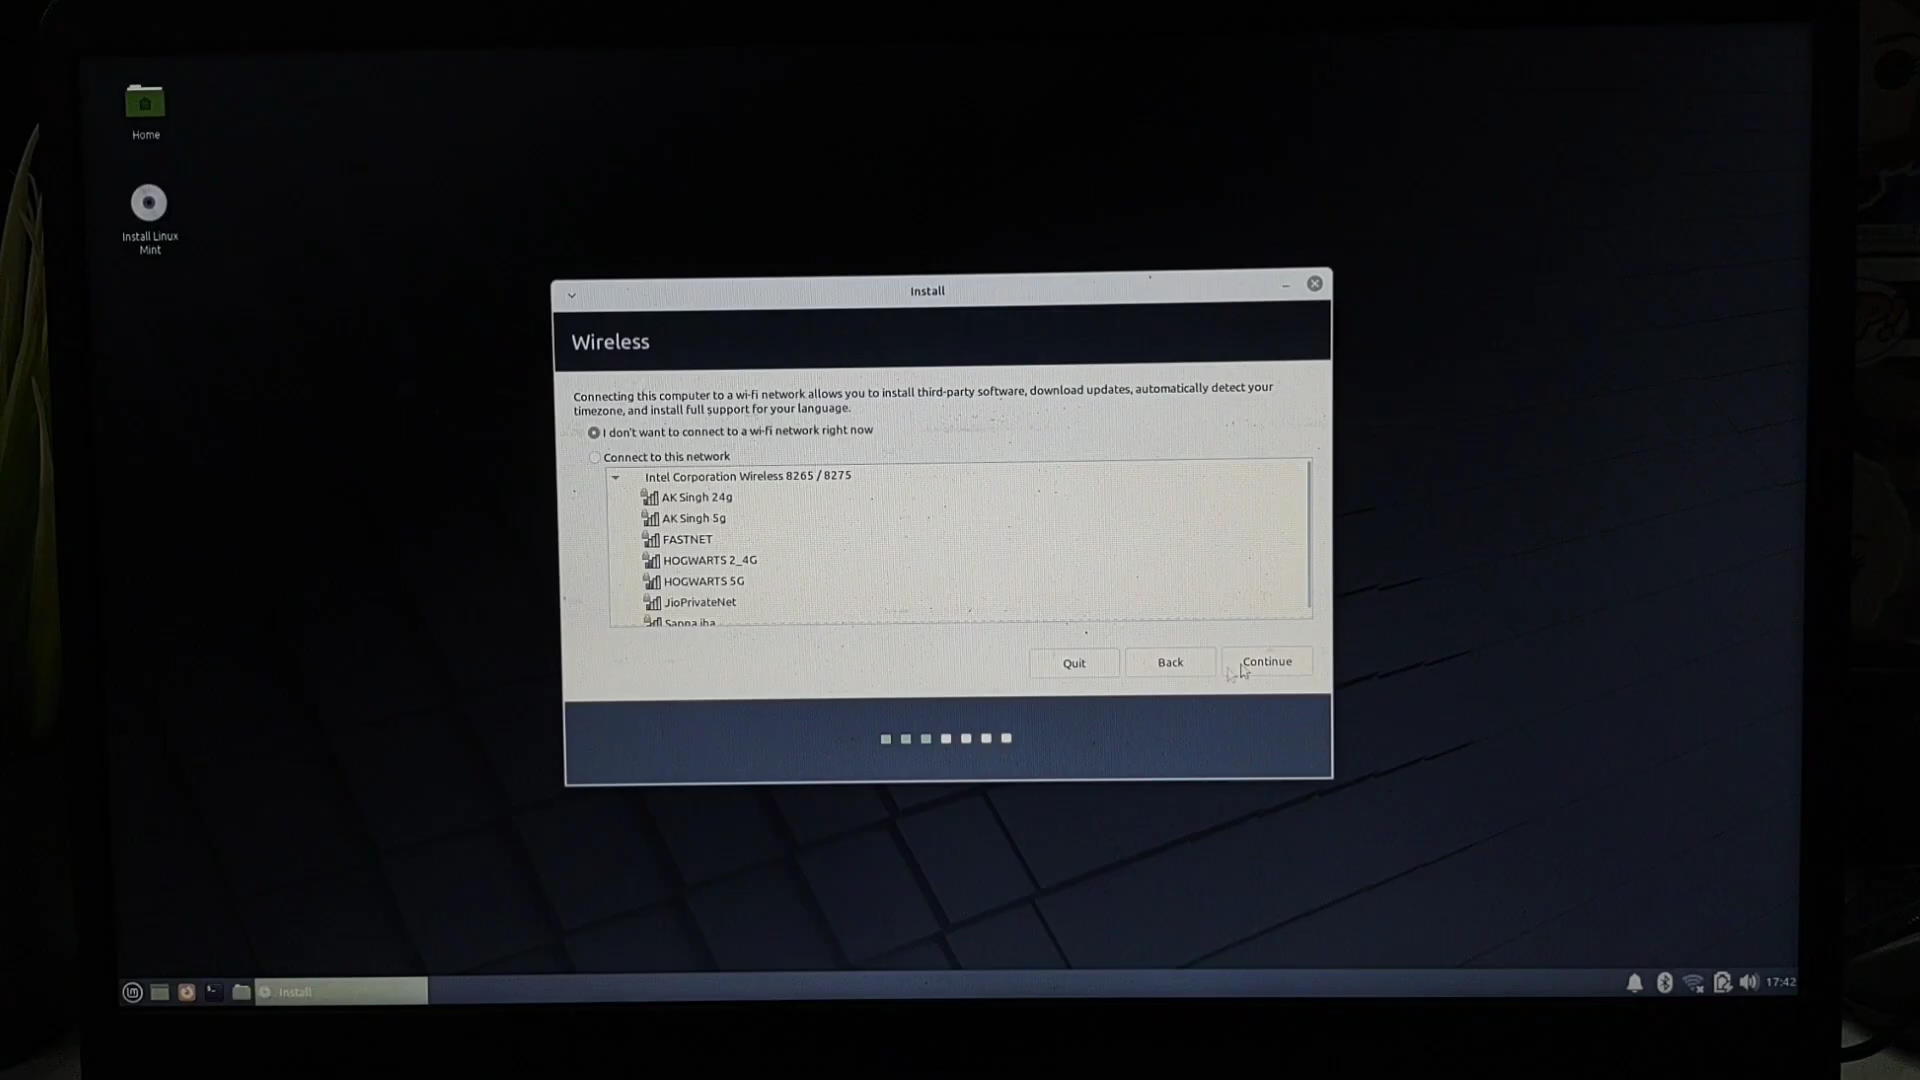 Home
Install Linux
Mint
Install
Wireless
Connecting this computer to a wi-fi network allows you to install third-party software, download updates, automatically detect your
timezone, and install full support for your language.
I don't want to connect to a wi-fi network right now
Connect to this network
Intel Corporation Wireless 8265 / 8275
AK Singh 24g
AK Singh 5g
FASTNET
HOGWARTS 2_4G
HOGWARTS 5G
JioPrivateNet
Quit
Back
Continue
Install
17:42